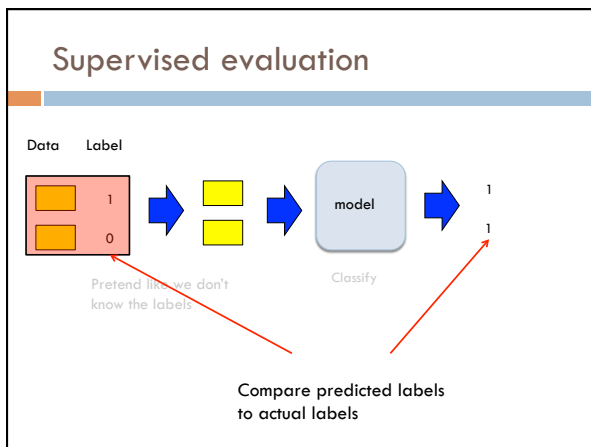 Supervised evaluation
Data Label
1
0
model
1
1
Pretend like we don't
know the labels
Classify
Compare predicted labels
to actual labels